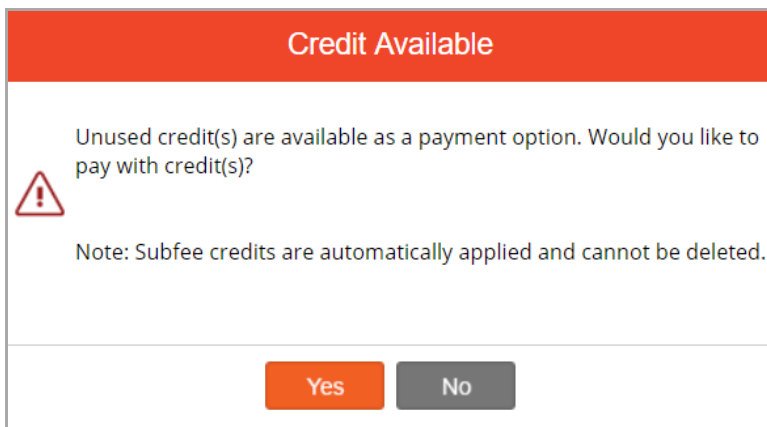 Credit Available
Unused credit(s) are available as a payment option. Would you like to
pay with credit(s)?
Note: Subfee credits are automatically applied and cannot be deleted.
Yes
No